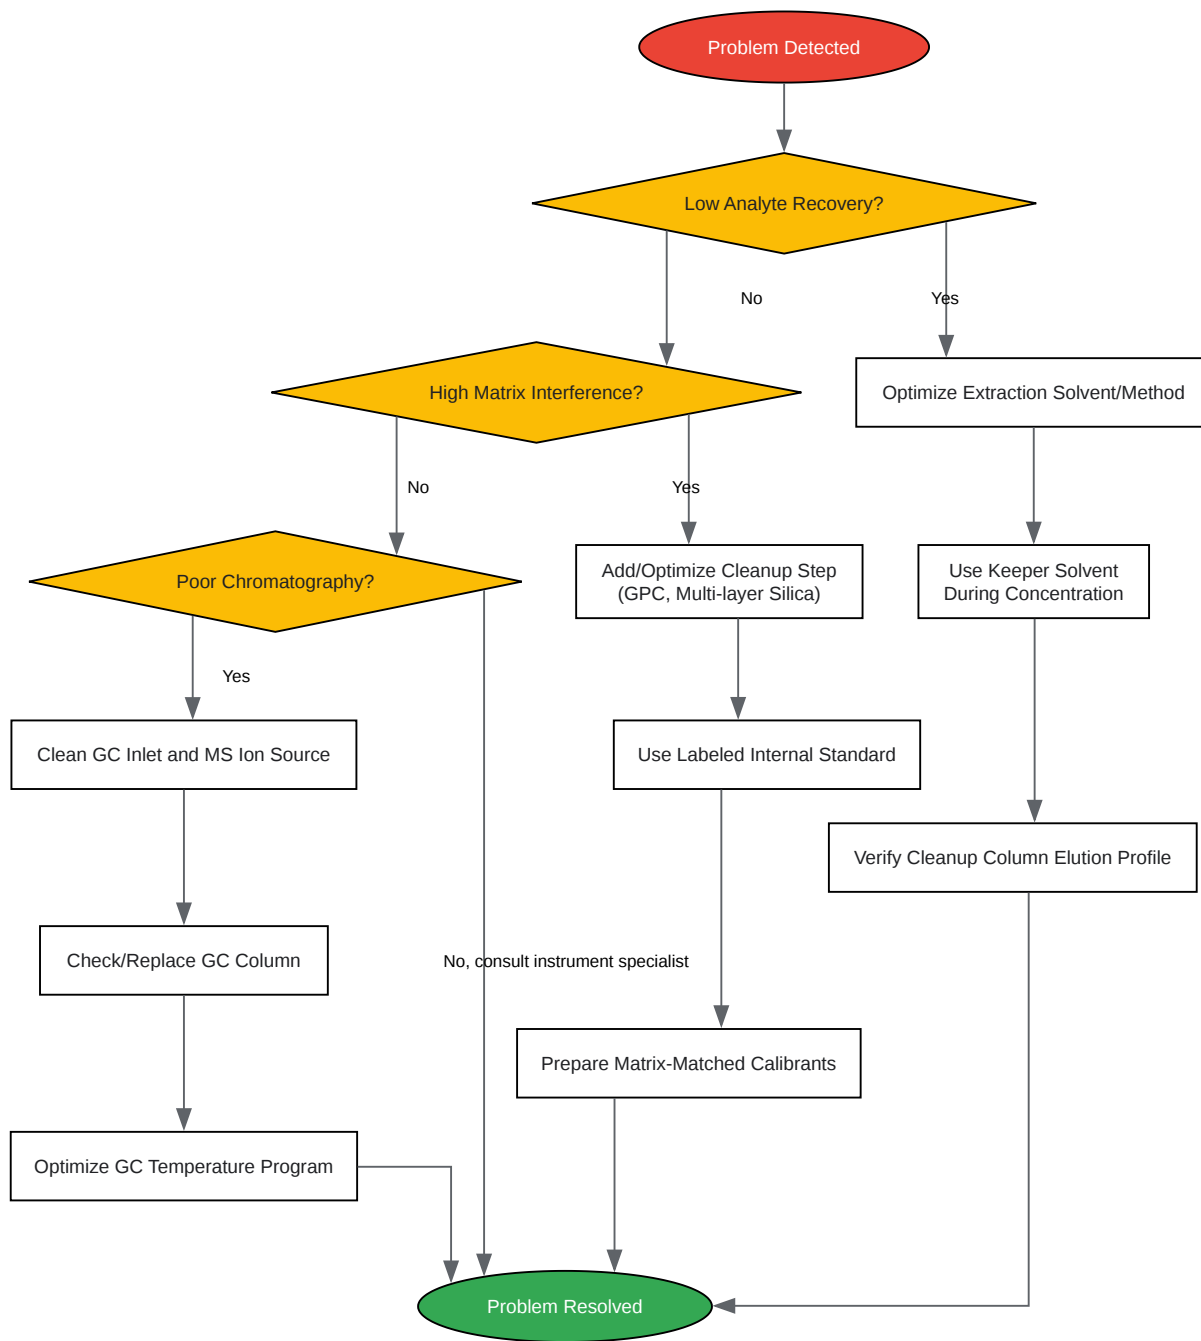 Problem Detected
Low Analyte Recovery?
No
Yes
High Matrix Interference?
Optimize Extraction Solvent/Method
No
Yes
Poor Chromatography?
Add/Optimize Cleanup Step
(GPC, Multi-layer Silica)
Use Keeper Solvent
During Concentration
Yes
Clean GC Inlet and MS Ion Source
Use Labeled Internal Standard
Verify Cleanup Column Elution Profile
Check/Replace GC Column
No, consult instrument specialist
Prepare Matrix-Matched Calibrants
Optimize GC Temperature Program
Problem Resolved